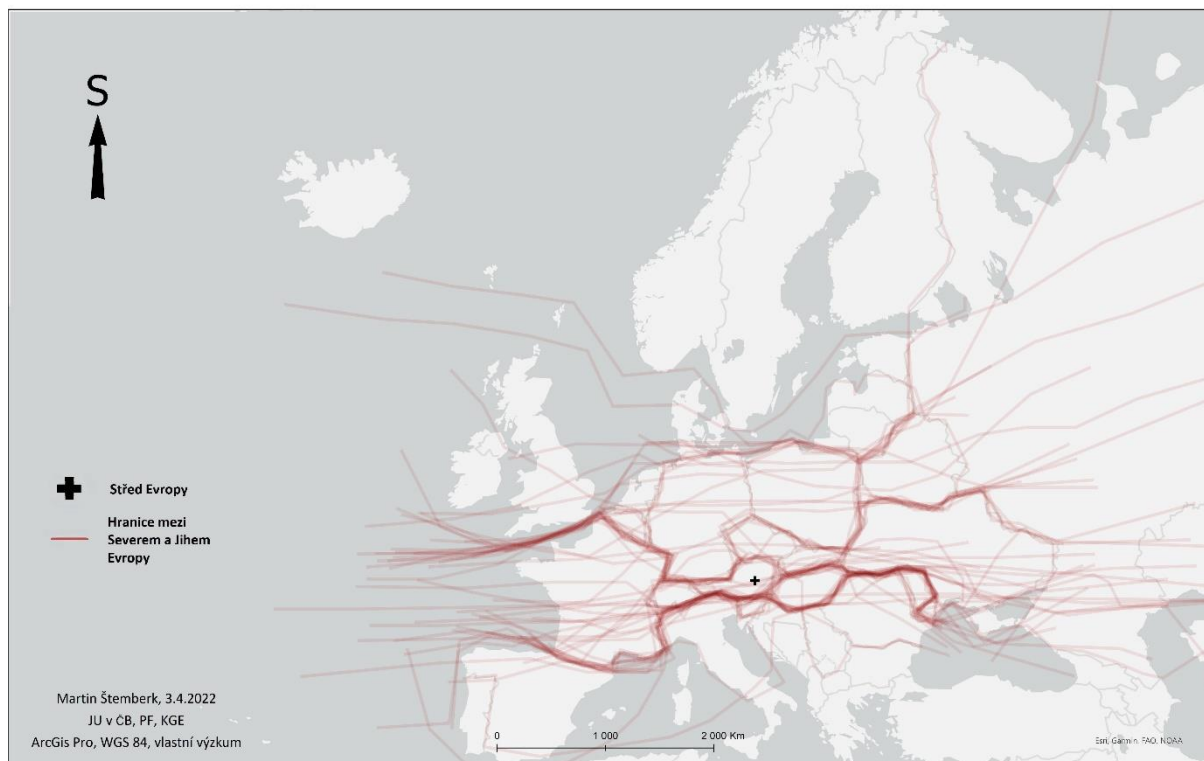 S
Střed Evropy
Hranice mezi
Severem a Jihem
Evropy
Martin Štemberk, 3.4.2022
JU v ČB, PF, KGE
ArcGis Pro, WGS 84, vlastní výzkum
0 1 000 2 000 Km
Esri, Garmin, FAO, NOAA